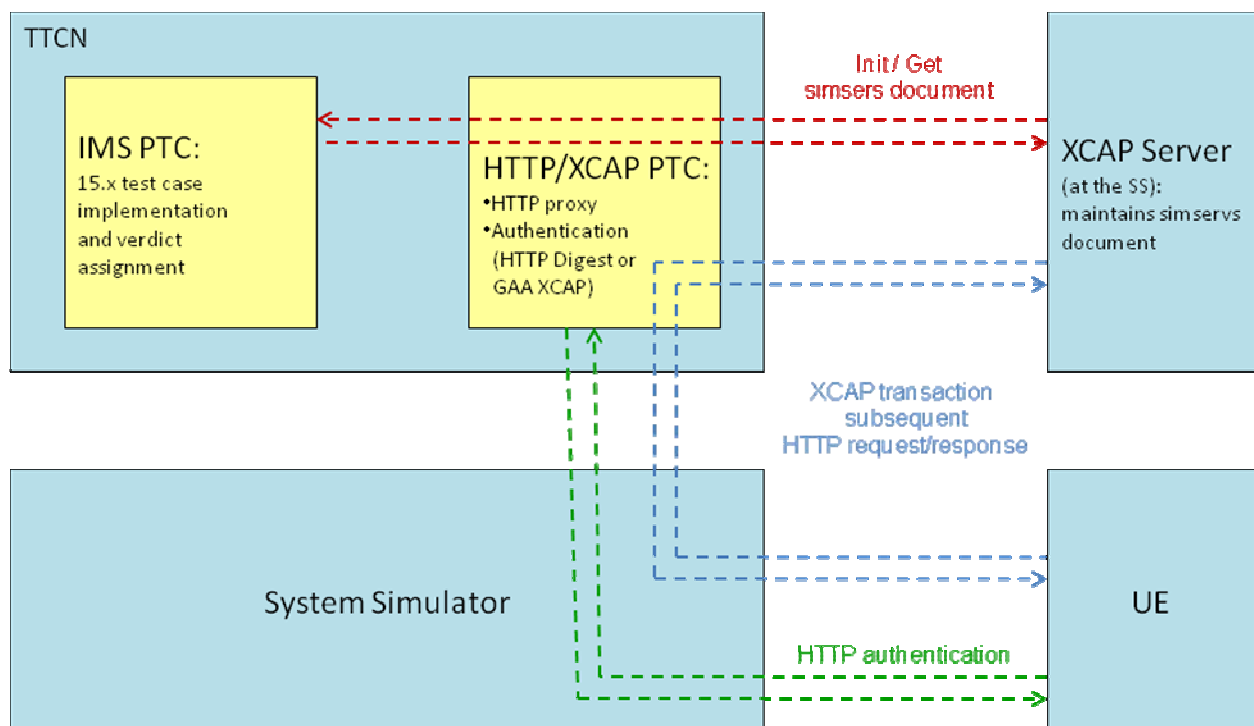 TTCN
IMS PTC:
15.x test case
implementation
and verdict
assignment
HTTP/XCAP PTC:
•HTTP proxy
•Authentication
(HTTP Digest or
GAA XCAP)
Init / Get
simsers document
XCAP Server
(at the SS):
maintains simservs
document
XCAP transaction
subsequent
HTTP request/response
System Simulator
UE
HTTP authentication